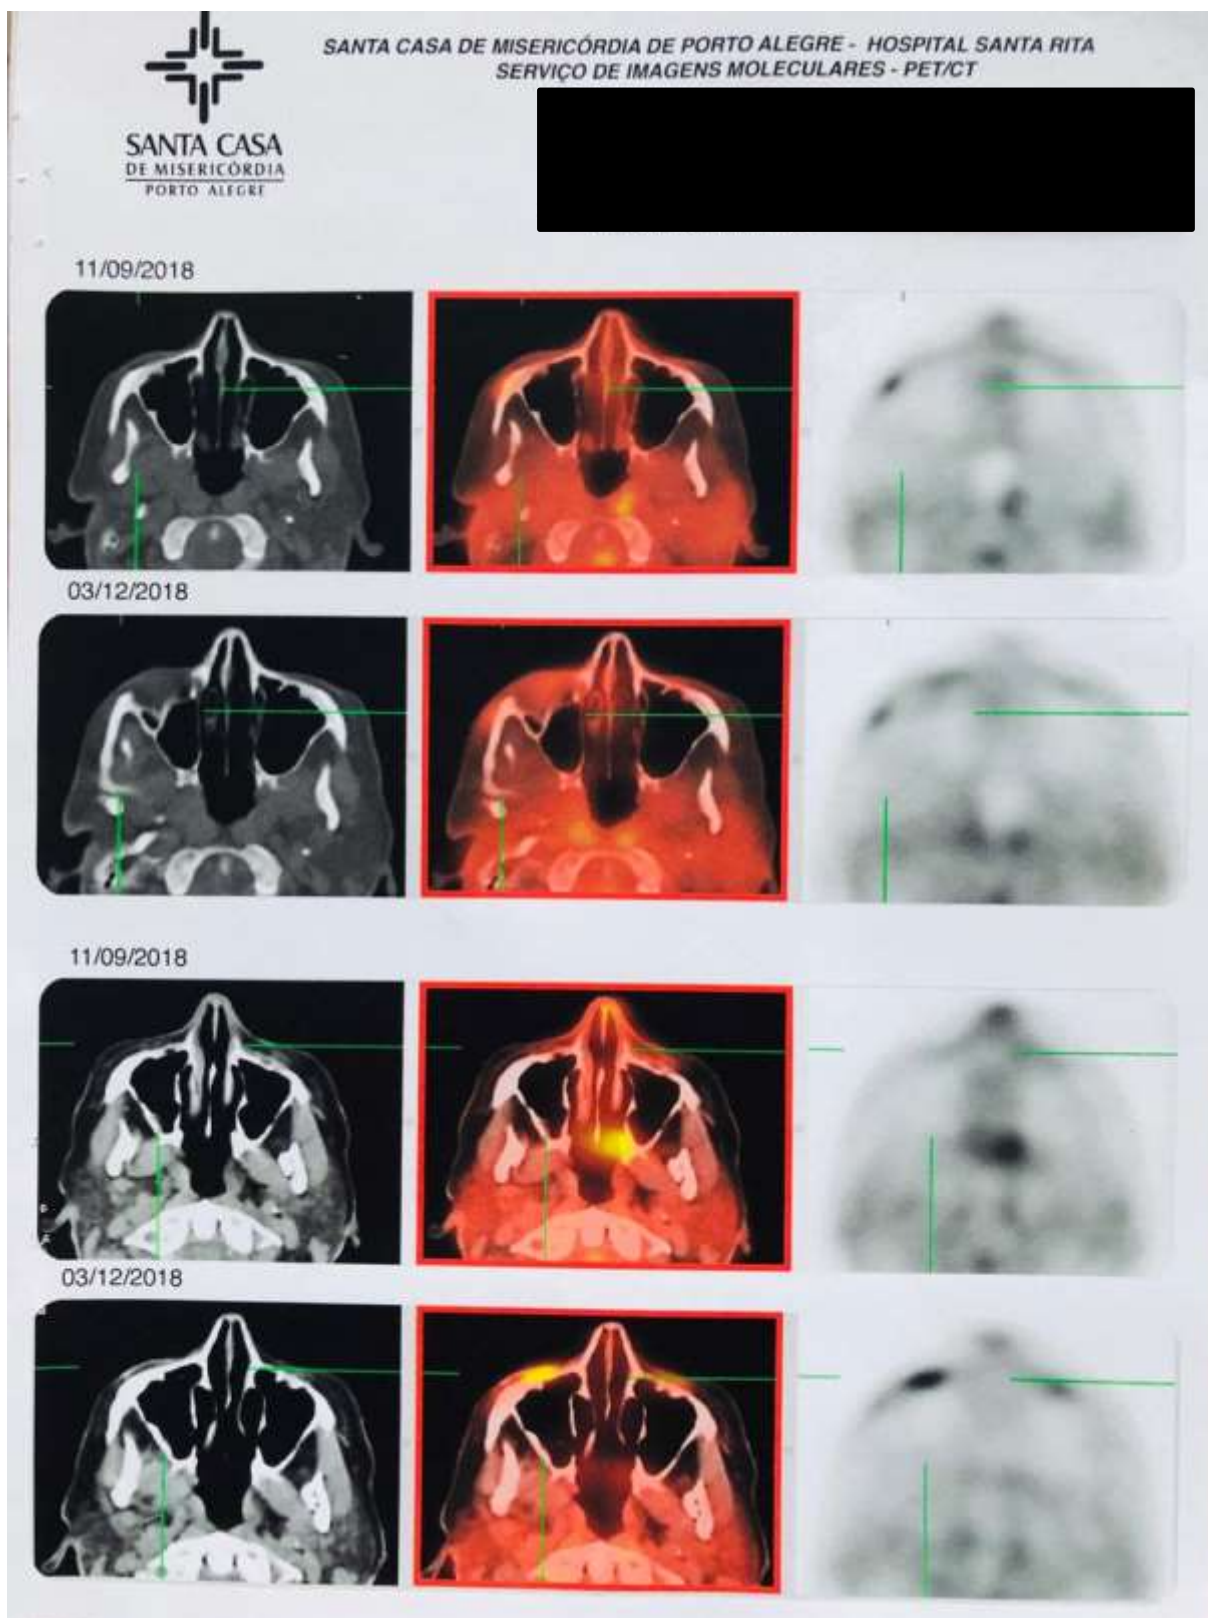 SANTA CASA DE MISERICÓRDIA DE PORTO ALEGRE - HOSPITAL SANTA RITA
SERVIÇO DE IMAGENS MOLECULARES - PET/CT
SANTA CASA
DE MISERICÓRDIA
PORTO ALEGRE
11/09/2018
03/12/2018
11/09/2018
03/12/2018